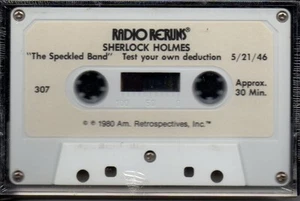 RADIO RERUNS®
SHERLOCK HOLMES
"The Speckled Band" Test your own deduction 5/21/46
307
Approx.
30 Min.
© ℗ 1980 Am. Retrospectives, Inc.™